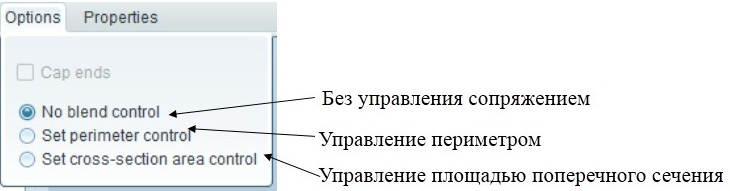 Options Properties
Cap ends
No blend control
Без управления сопряжением
Set perimeter control
Управление периметром
Set cross-section area control
Управление площадью поперечного сечения